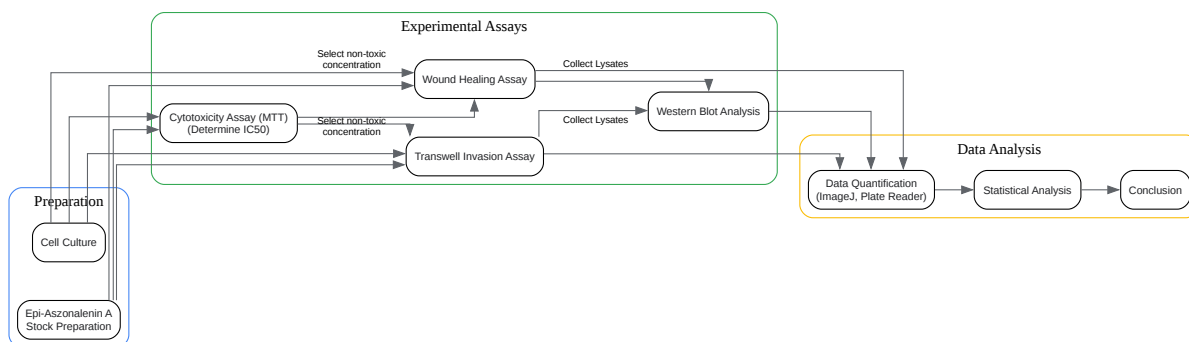 Experimental Assays
Select non-toxic
concentration
Wound Healing Assay
Collect Lysates
Cytotoxicity Assay (MTT)
(Determine IC50)
Select non-toxic
concentration
Western Blot Analysis
Collect Lysates
Transwell Invasion Assay
Data Analysis
Data Quantification
(ImageJ, Plate Reader)
Statistical Analysis
Conclusion
Preparation
Cell Culture
Epi-Aszonalenin A
Stock Preparation